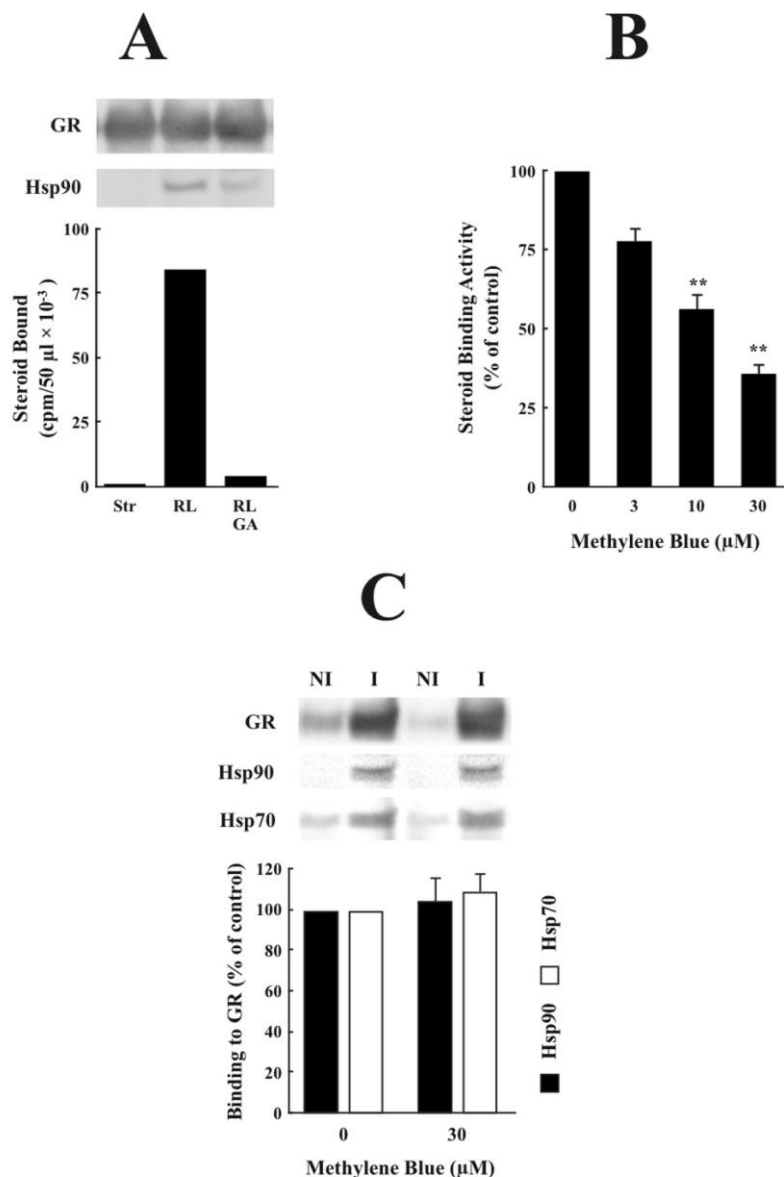 A
GR
Hsp90
100
75
50
25
0
Steroid Bound
(cpm/50 µl × 10⁻³)
Str RL RL
GA
B
100
75
50
25
0
Steroid Binding Activity
(% of control)
**
**
0 3 10 30
Methylene Blue (µM)
C
NI I NI I
GR
Hsp90
Hsp70
120
100
80
60
40
20
0
Binding to GR (% of control)
0 30
Methylene Blue (µM)
Hsp70
Hsp90